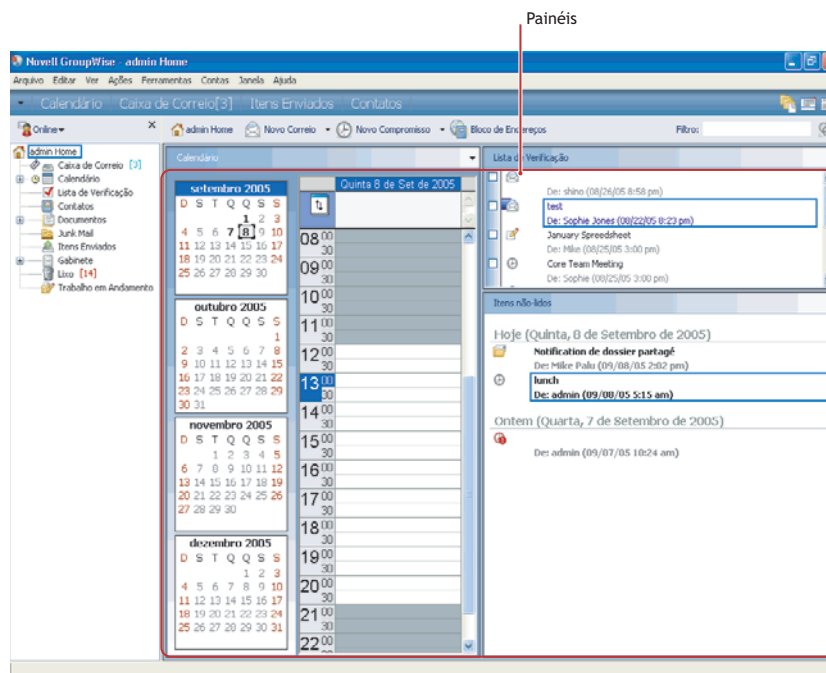 Painéis
Novell GroupWise - admin Home
Arquivo Editar Ver Ações Ferramentas Contas Janela Ajuda
Calendário Caixa de Correio[3] Itens Enviados Contatos
Online admin Home Novo Correio Novo Compromisso Bloco de Endereços Filtro:
admin Home
Caixa de Correio [3]
Calendário
Lista de Verificação
Contatos
Documentos
Junk Mail
Itens Enviados
Gabinete
Lixo [14]
Trabalho em Andamento
Calendário
setembro 2005
D S T Q Q S S
1 2 3
4 5 6 7 8 9 10
11 12 13 14 15 16 17
18 19 20 21 22 23 24
25 26 27 28 29 30
outubro 2005
D S T Q Q S S
1
2 3 4 5 6 7 8
9 10 11 12 13 14 15
16 17 18 19 20 21 22
23 24 25 26 27 28 29
30 31
novembro 2005
D S T Q Q S S
1 2 3 4 5
6 7 8 9 10 11 12
13 14 15 16 17 18 19
20 21 22 23 24 25 26
27 28 29 30
dezembro 2005
D S T Q Q S S
1 2 3
4 5 6 7 8 9 10
11 12 13 14 15 16 17
18 19 20 21 22 23 24
25 26 27 28 29 30 31
Quinta 8 de Set de 2005
08 00
30
09 00
30
10 00
30
11 00
30
12 00
30
13 00
30
14 00
30
15 00
30
16 00
30
17 00
30
18 00
30
19 00
30
20 00
30
21 00
30
22 00
Lista de Verificação
De: shino (08/26/05 8:58 pm)
test
De: Sophie Jones (08/22/05 8:23 pm)
January Spreedsheet
De: Mike (08/25/05 3:00 pm)
Core Team Meeting
De: Sophie (08/25/05 3:00 pm)
Itens não-lidos
Hoje (Quinta, 8 de Setembro de 2005)
Notification de dossier partagé
De: Mike Palu (09/08/05 2:02 pm)
lunch
De: admin (09/08/05 5:15 am)
Ontem (Quarta, 7 de Setembro de 2005)
De: admin (09/07/05 10:24 am)